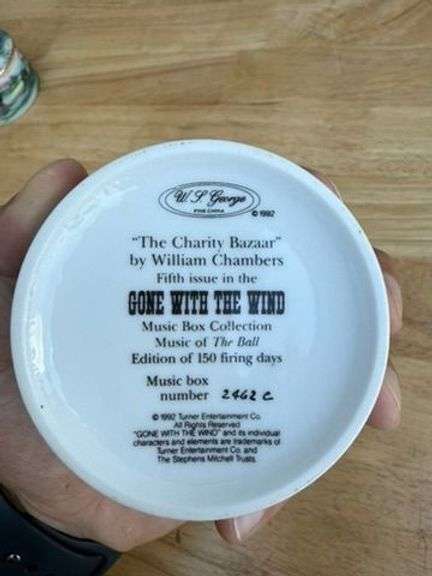 W. S. George
FINE CHINA
© 1992
"The Charity Bazaar"
by William Chambers
Fifth issue in the
GONE WITH THE WIND
Music Box Collection
Music of The Ball
Edition of 150 firing days
Music box
number 2462 C
© 1992 Turner Entertainment Co.
All Rights Reserved
"GONE WITH THE WIND" and its individual
characters and elements are trademarks of
Turner Entertainment Co. and
The Stephens Mitchell Trusts.